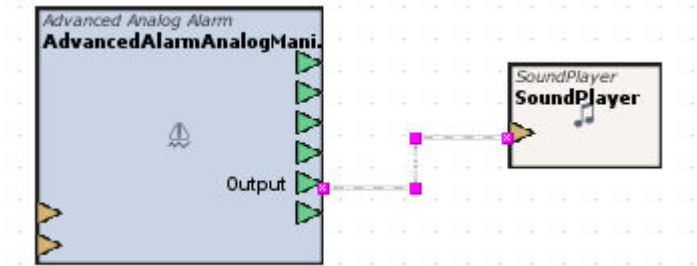 Advanced Analog Alarm
AdvancedAlarmAnalogMani.
SoundPlayer
SoundPlayer
Output